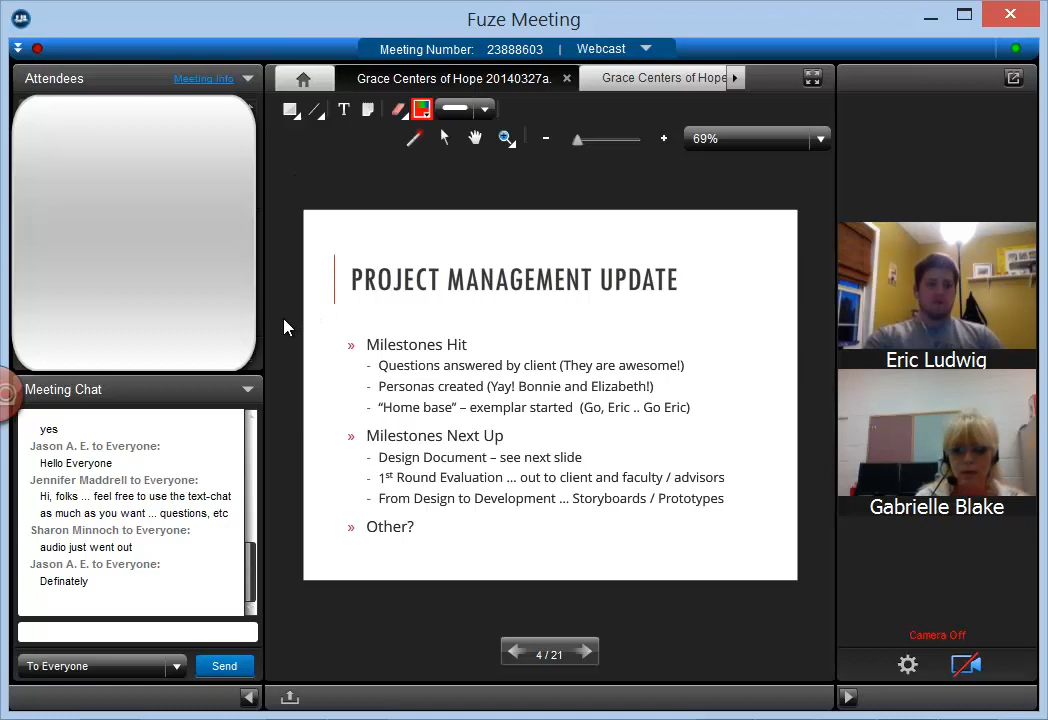 Fuze Meeting
Meeting Number: 23888603 | Webcast
Attendees
Meeting Info
Grace Centers of Hope 20140327a.
Grace Centers of Hope
T
69%
PROJECT MANAGEMENT UPDATE
» Milestones Hit
- Questions answered by client (They are awesome!)
- Personas created (Yay! Bonnie and Elizabeth!)
- “Home base” – exemplar started (Go, Eric .. Go Eric)
» Milestones Next Up
- Design Document – see next slide
- 1st Round Evaluation ... out to client and faculty / advisors
- From Design to Development ... Storyboards / Prototypes
» Other?
4 / 21
Meeting Chat
yes
Jason A. E. to Everyone:
Hello Everyone
Jennifer Maddrell to Everyone:
Hi, folks ... feel free to use the text-chat
as much as you want ... questions, etc
Sharon Minnoch to Everyone:
audio just went out
Jason A. E. to Everyone:
Definately
To Everyone
Send
Eric Ludwig
Gabrielle Blake
Camera Off